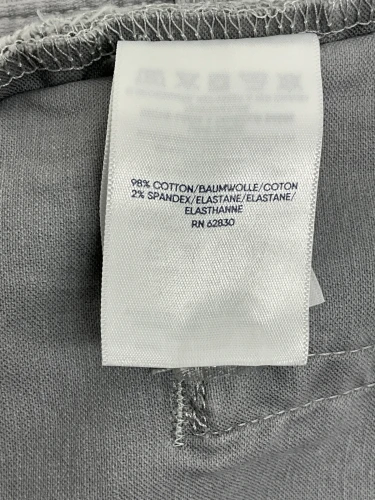 98% COTTON/BAUMWOLLE/COTON
2% SPANDEX/ELASTANE/ELASTANE/
ELASTHANNE
RN 62830